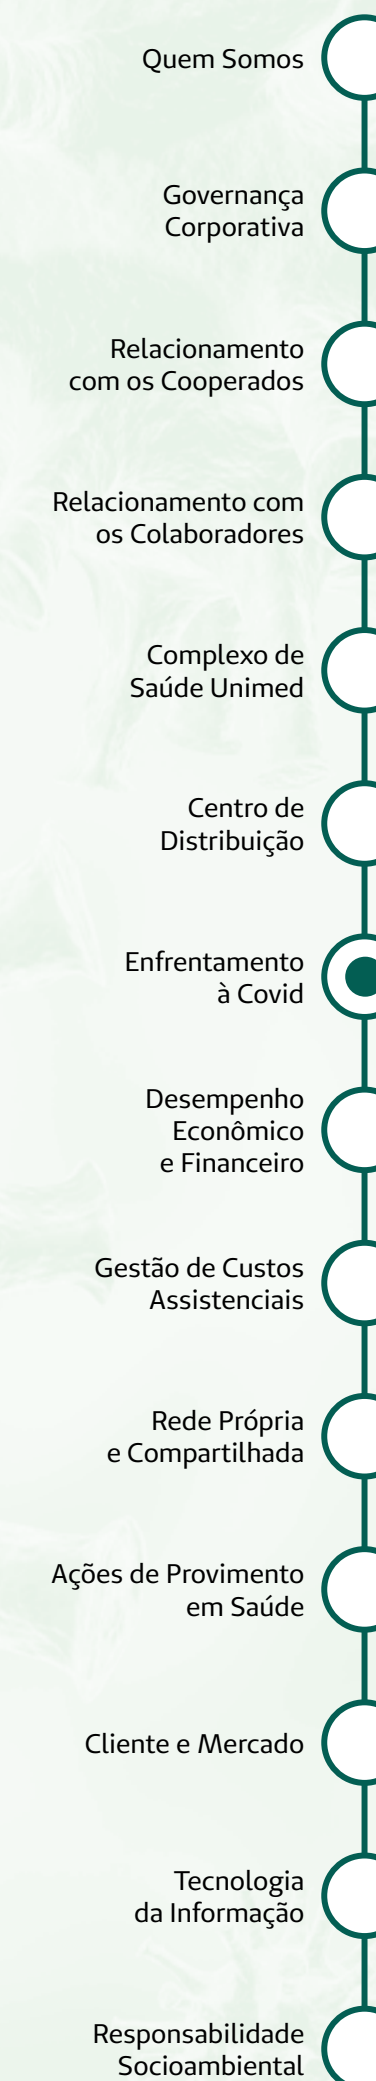 Quem Somos
Governança
Corporativa
Relacionamento
com os Cooperados
Relacionamento com
os Colaboradores
Complexo de
Saúde Unimed
Centro de
Distribuição
Enfrentamento
à Covid
Desempenho
Econômico
e Financeiro
Gestão de Custos
Assistenciais
Rede Própria
e Compartilhada
Ações de Provimento
em Saúde
Cliente e Mercado
Tecnologia
da Informação
Responsabilidade
Socioambiental